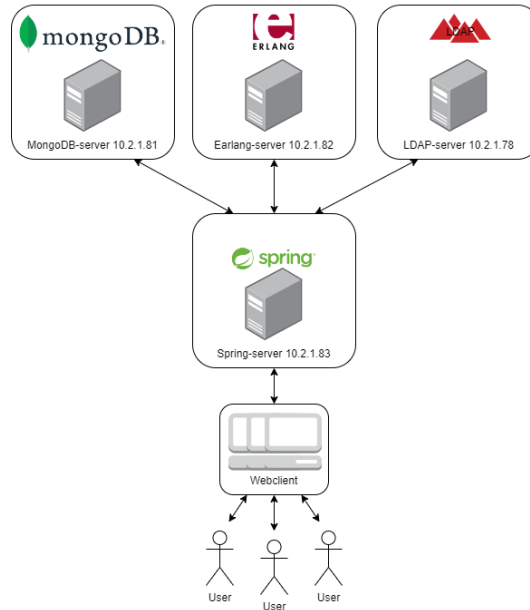 mongoDB®
ERLANG
LDAP
MongoDB-server 10.2.1.81
Earlang-server 10.2.1.82
LDAP-server 10.2.1.78
spring
Spring-server 10.2.1.83
Webclient
User
User
User